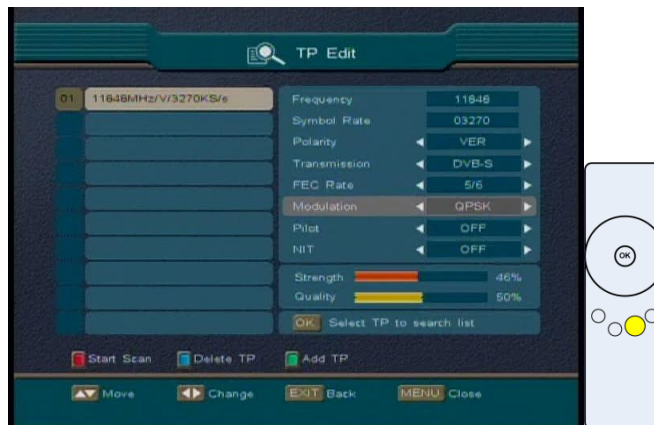 TP Edit
01 11848MHz/V/3270KS/s
Frequency 11848
Symbol Rate 03270
Polarity VER
Transmission DVB-S
FEC Rate 5/6
Modulation QPSK
Pilot OFF
NIT OFF
Strength 46%
Quality 50%
OK Select TP to search list
Start Scan Delete TP Add TP
Move Change EXIT Back MENU Close
OK